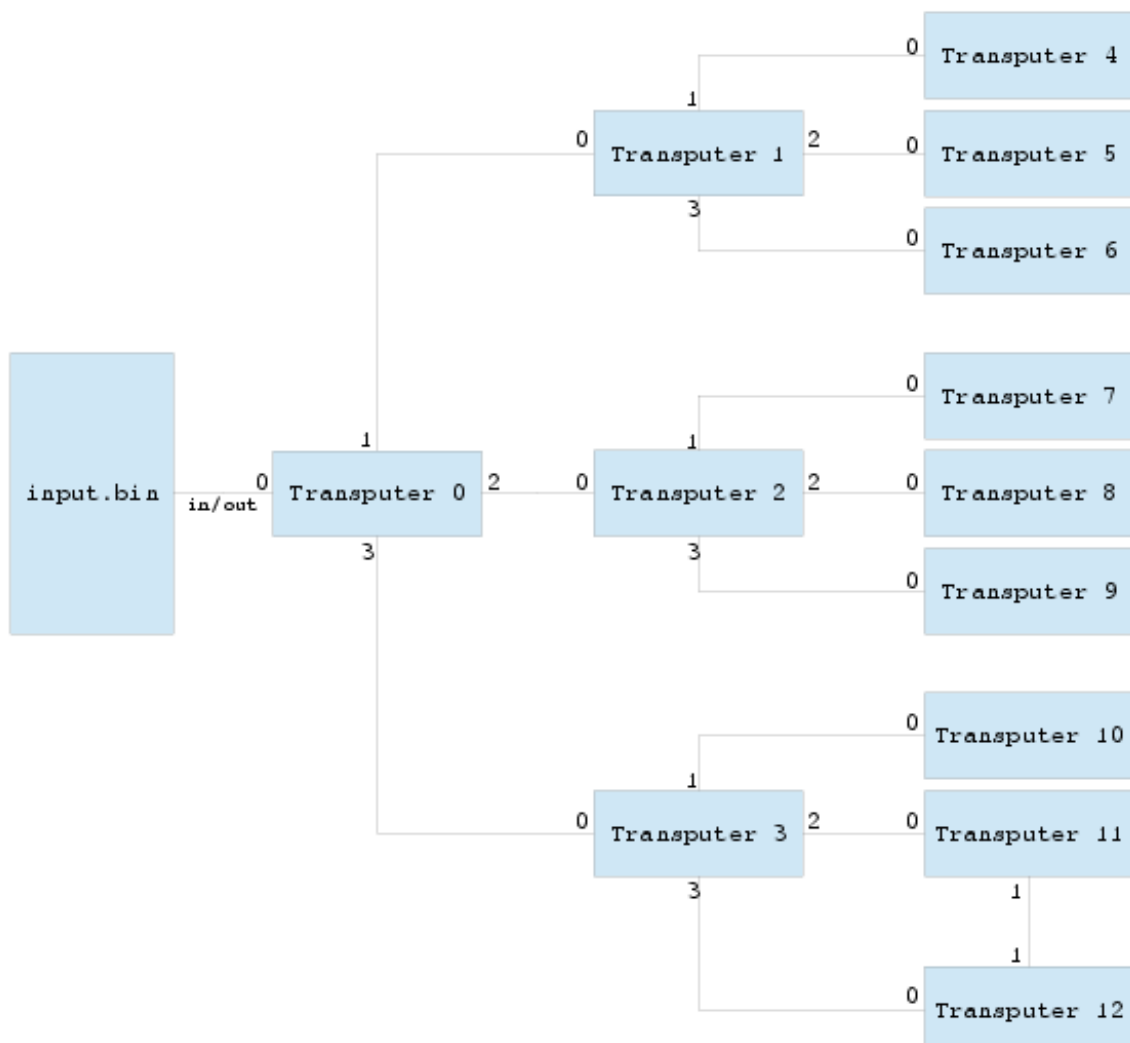 0
Transputer 4
1
0
Transputer 1
2
0
Transputer 5
3
0
Transputer 6
0
Transputer 7
1
1
input.bin
0
in/out
Transputer 0
2
0
Transputer 2
2
0
Transputer 8
3
3
0
Transputer 9
0
Transputer 10
1
0
Transputer 3
2
0
Transputer 11
3
1
1
0
Transputer 12